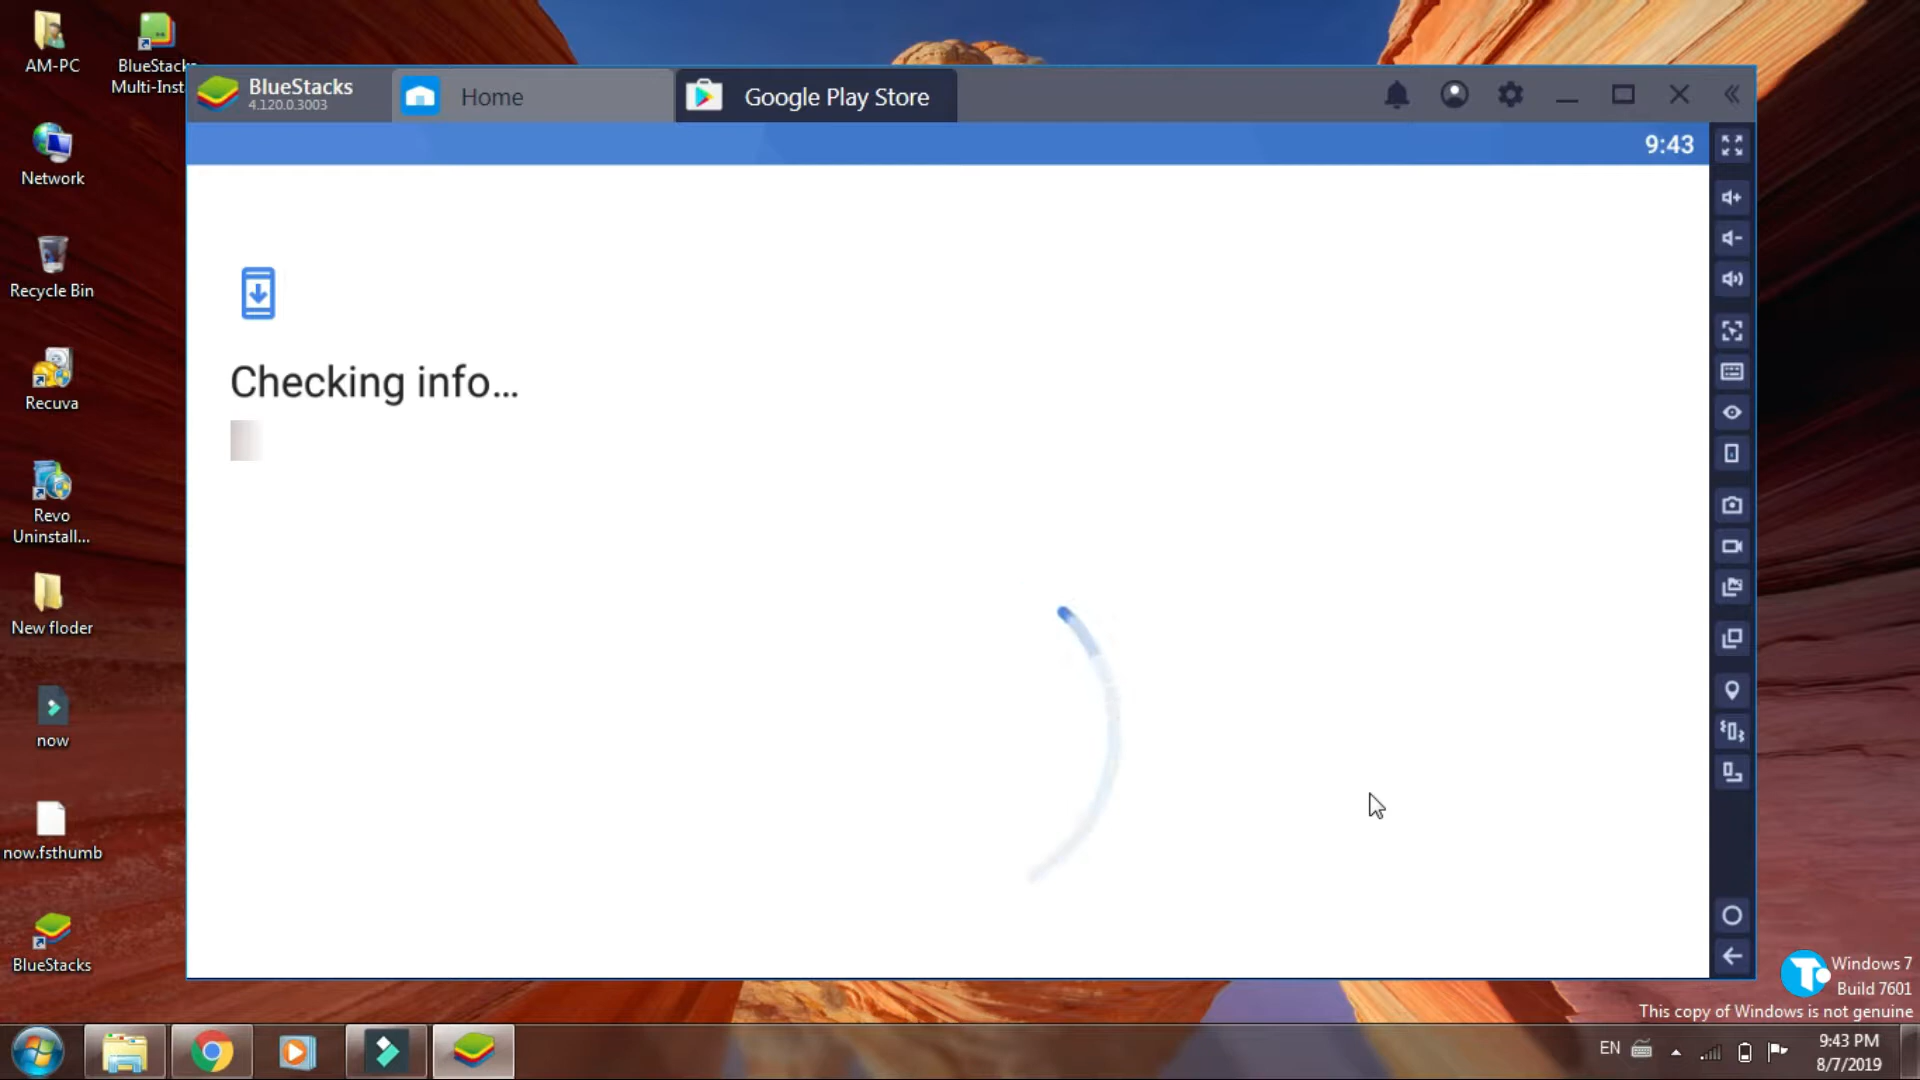 AM-PC
BlueStacks
Multi-Inst
Network
Recycle Bin
Recuva
Revo
Uninstall...
New floder
now
now.fsthumb
BlueStacks
BlueStacks
4.120.0.3003
Home
Google Play Store
9:43
Checking info...
Windows 7
Build 7601
This copy of Windows is not genuine
EN
9:43 PM
8/7/2019